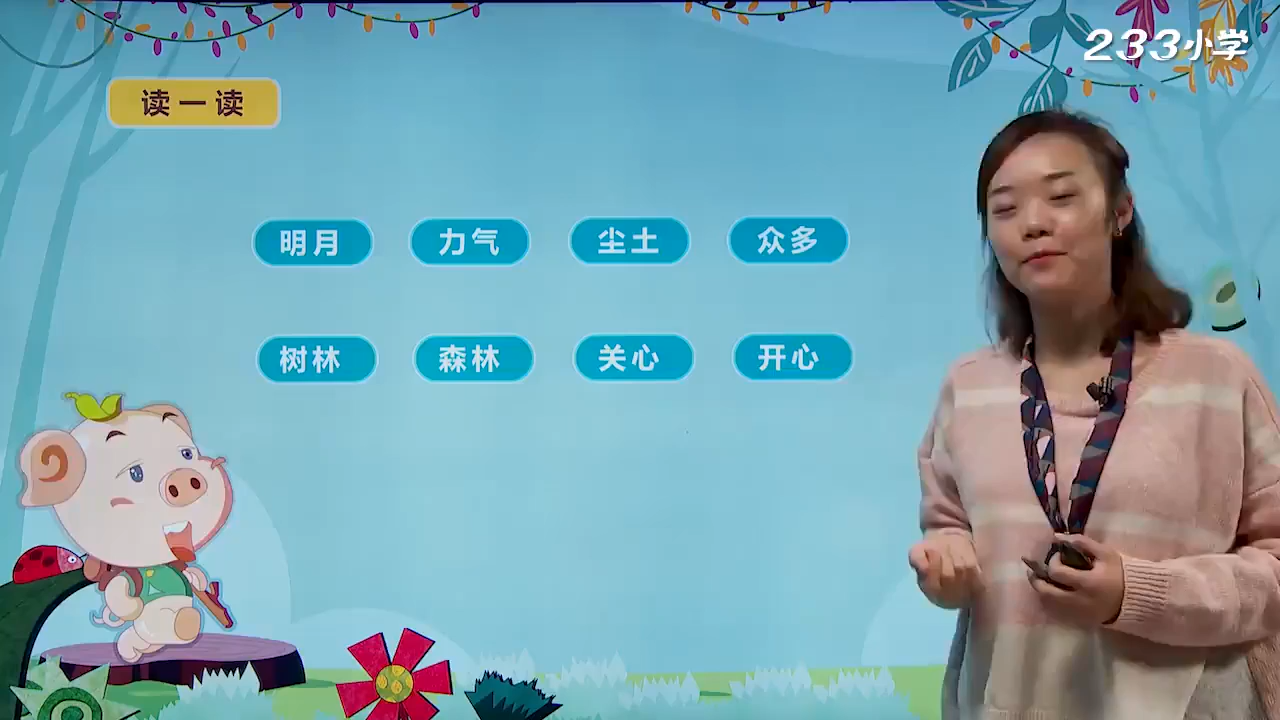 233小学
读一读
明月 力气 尘土 众多
树林 森林 关心 开心